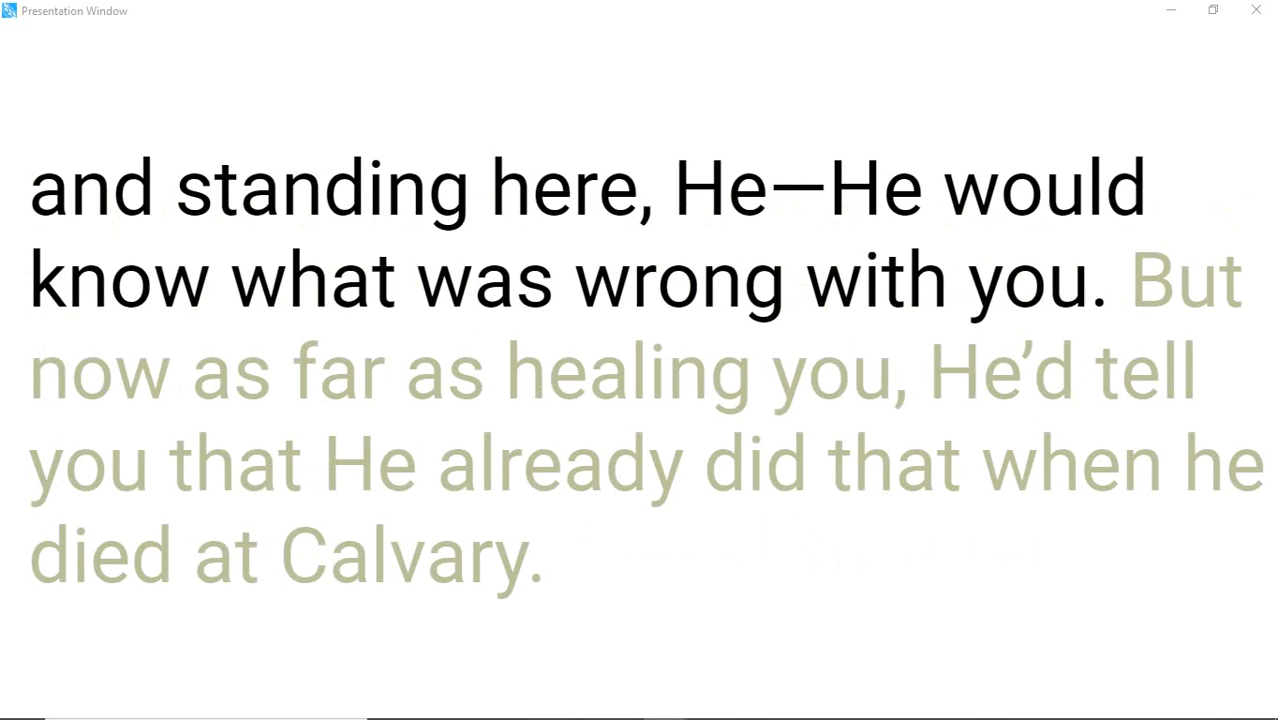 Presentation Window
and standing here, He—He would
know what was wrong with you. But
now as far as healing you, He’d tell
you that He already did that when he
died at Calvary.